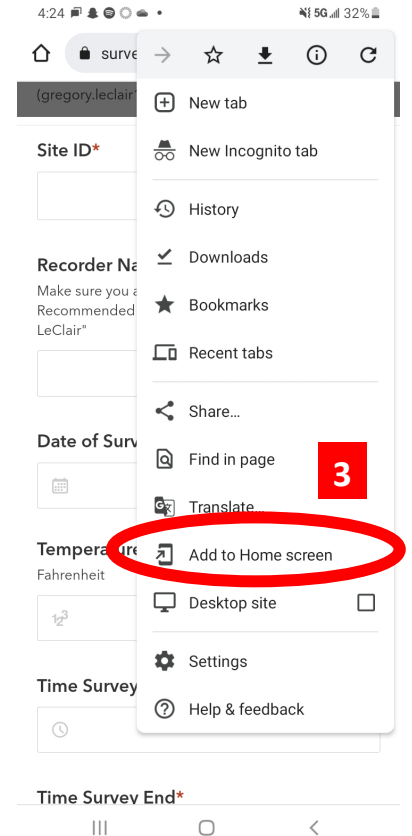 4:24
5G 32%
surve
(gregory.leclair
New tab
Site ID*
New Incognito tab
History
Downloads
Recorder Na
Make sure you a
Recommended
LeClair"
Bookmarks
Recent tabs
Share...
Date of Surv
Find in page
3
Translate...
Temperature
Fahrenheit
Add to Home screen
Desktop site
Settings
Time Survey
Help & feedback
Time Survey End*